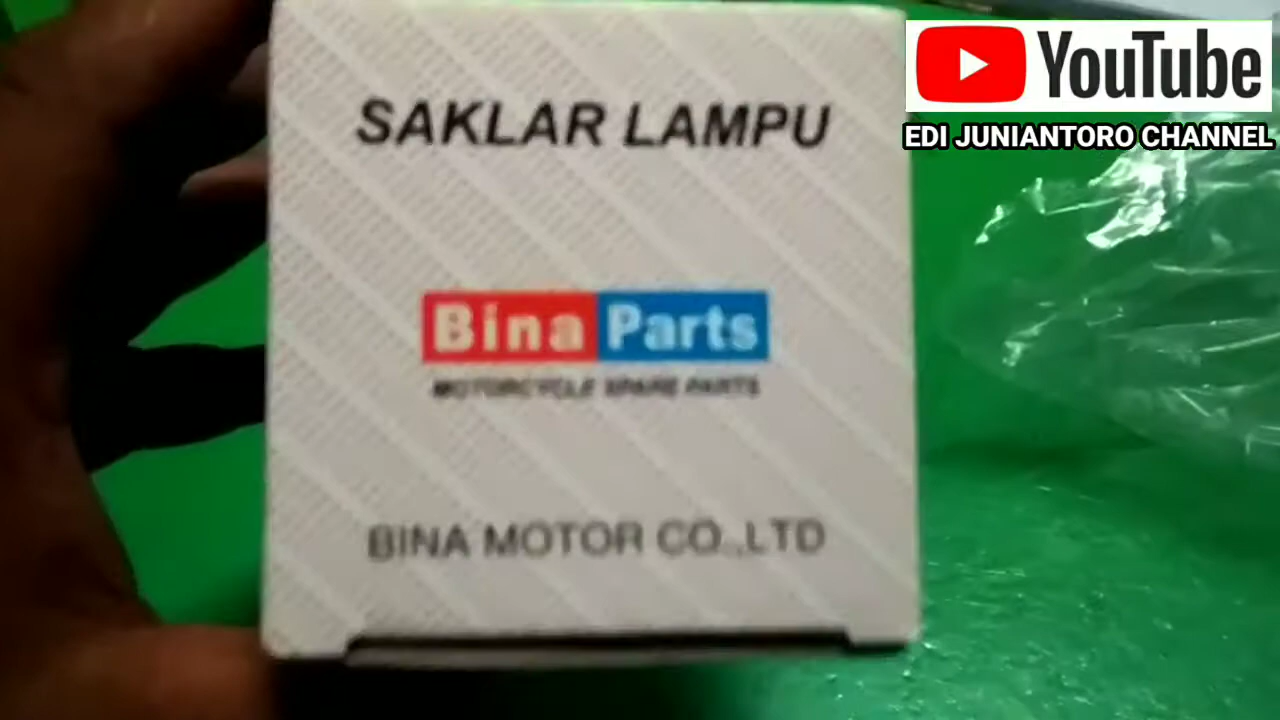 YouTube
EDI JUNIANTORO CHANNEL
SAKLAR LAMPU
Bina Parts
MOTORCYCLE SPARE PARTS
BINA MOTOR CO.,LTD